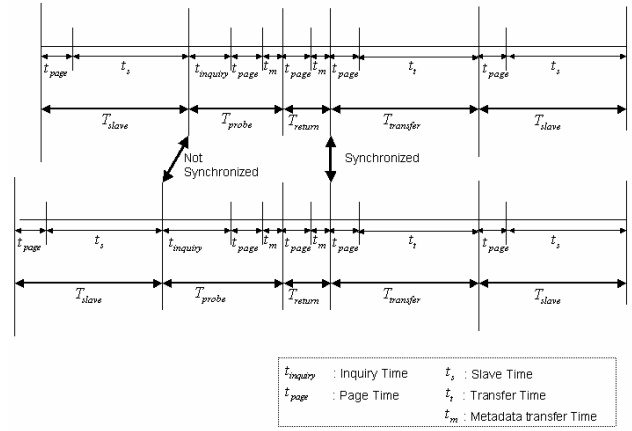 t_page t_s t_inquiry t_page t_m t_page t_m t_page t_t t_page t_s
T_slave T_probe T_return T_transfer T_slave
Not
Synchronized
Synchronized
t_page t_s t_inquiry t_page t_m t_page t_m t_page t_t t_page t_s
T_slave T_probe T_return T_transfer T_slave
t_inquiry : Inquiry Time t_s : Slave Time
t_page : Page Time t_t : Transfer Time
t_m : Metadata transfer Time